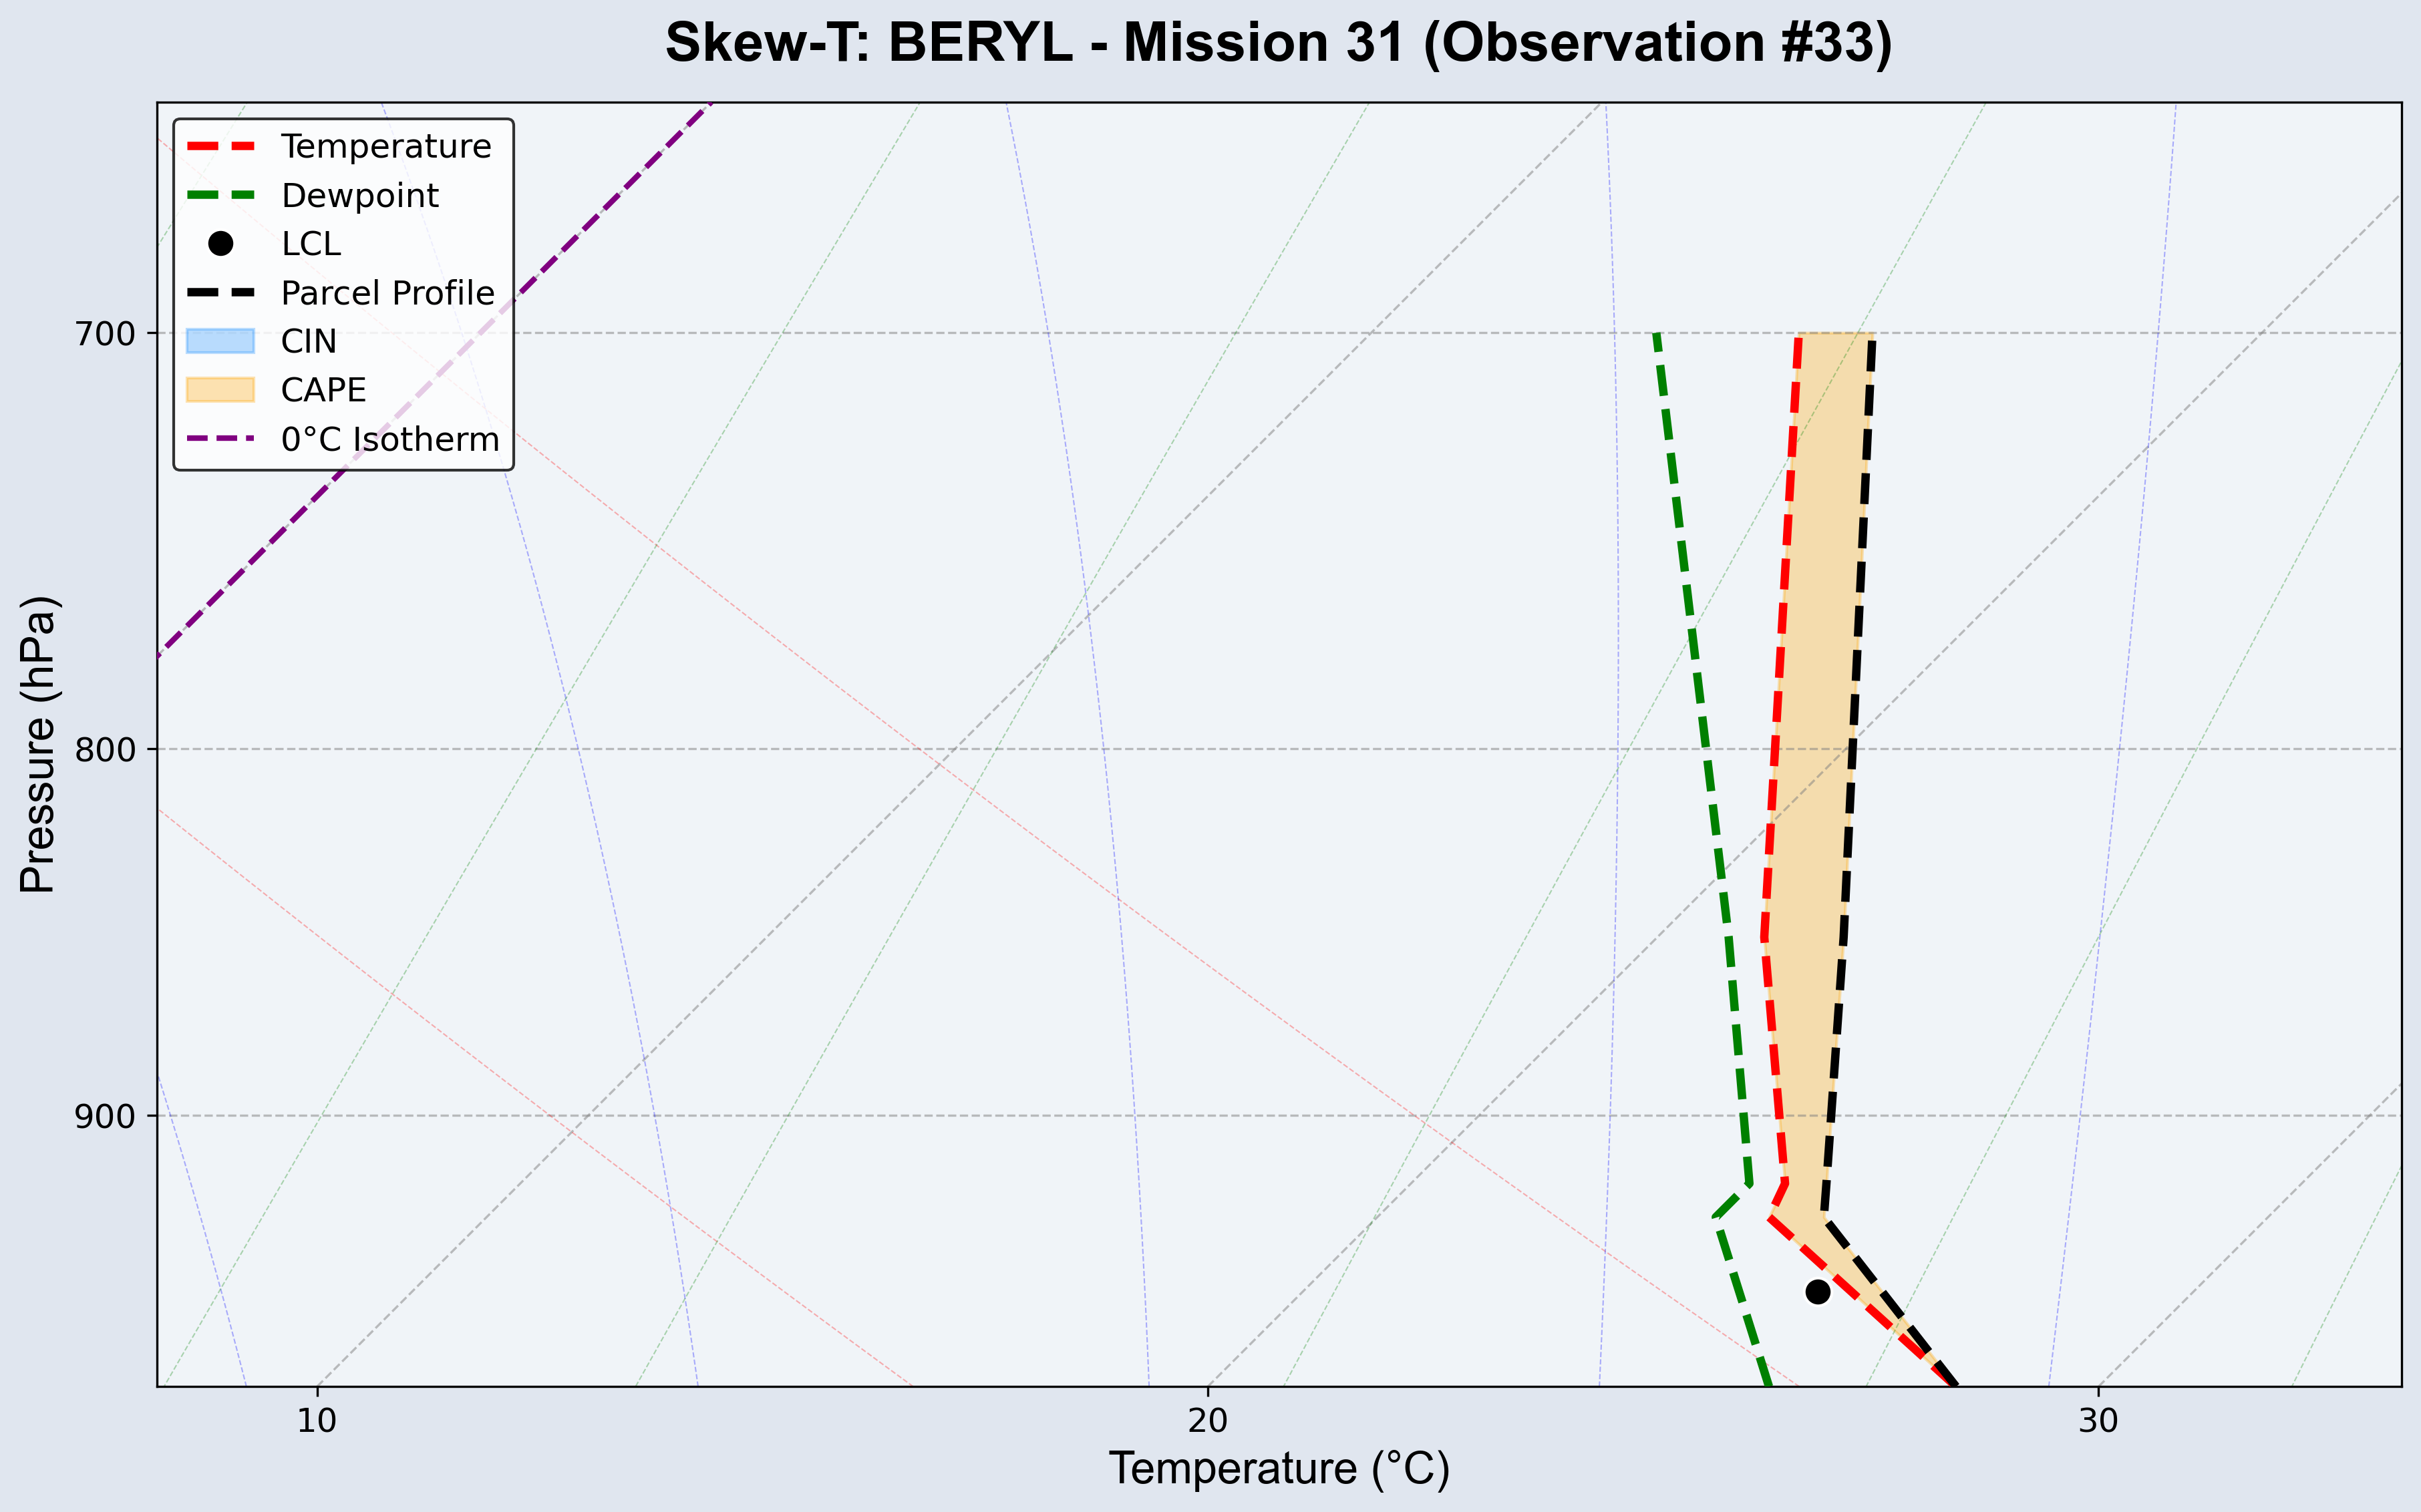 Skew-T: BERYL - Mission 31 (Observation #33)
Temperature
Dewpoint
LCL
Parcel Profile
CIN
CAPE
0°C Isotherm
Pressure (hPa)
700
800
900
10
20
30
Temperature (°C)